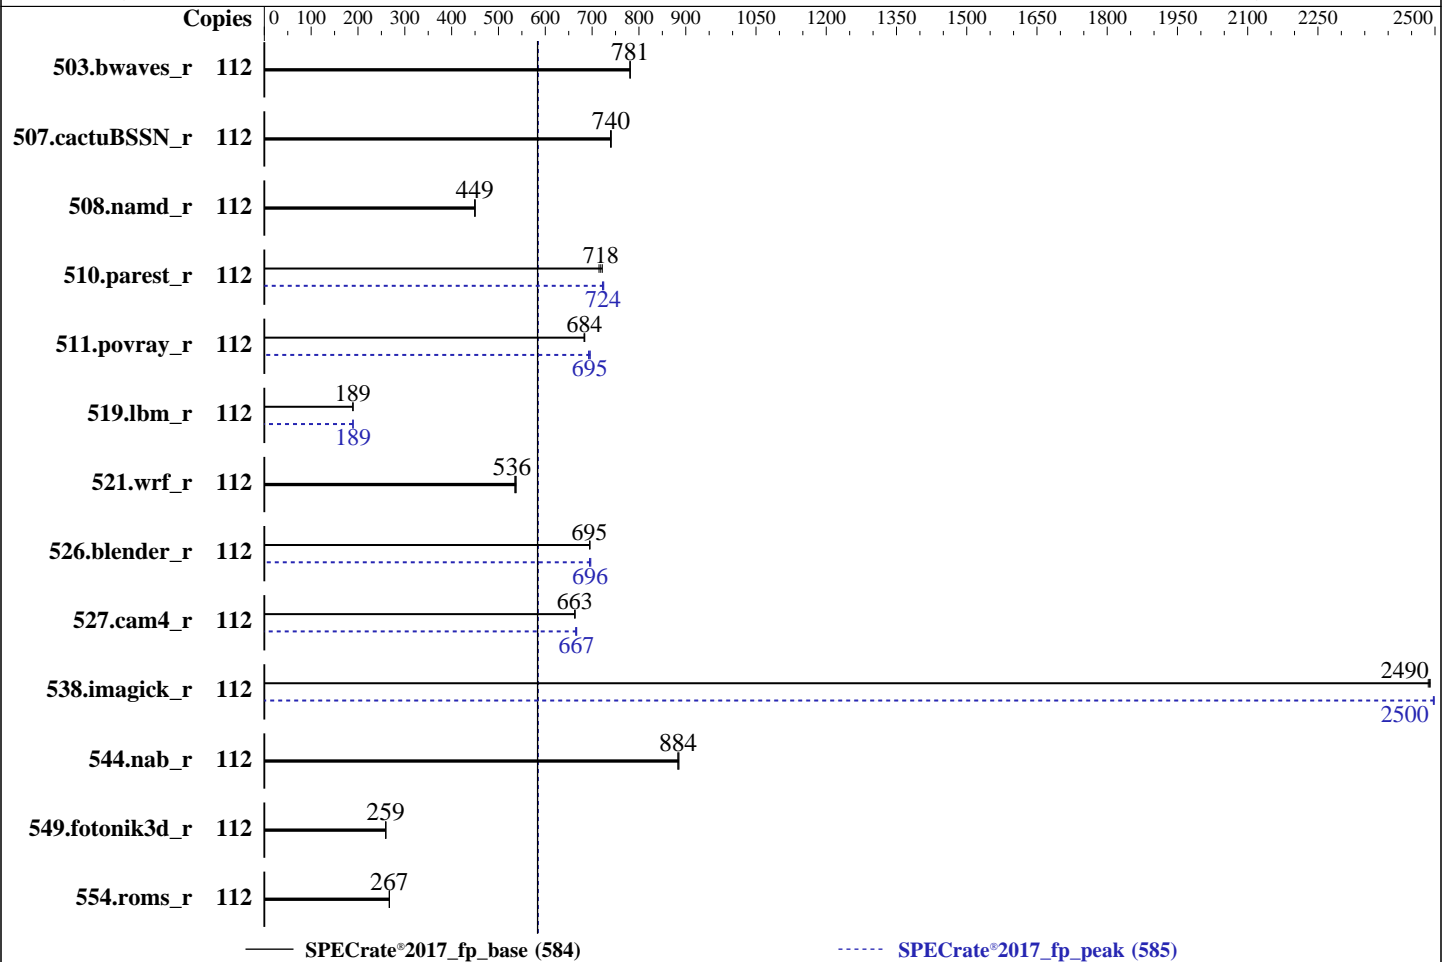 Copies 0 100 200 300 400 500 600 700 800 900 1050 1200 1350 1500 1650 1800 1950 2100 2250 2500
781
503.bwaves_r 112
740
507.cactuBSSN_r 112
449
508.namd_r 112
718
510.parest_r 112
724
684
511.povray_r 112
695
189
519.lbm_r 112
189
536
521.wrf_r 112
695
526.blender_r 112
696
663
527.cam4_r 112
667
2490
538.imagick_r 112
2500
884
544.nab_r 112
259
549.fotonik3d_r 112
267
554.roms_r 112
SPECrate®2017_fp_base (584) SPECrate®2017_fp_peak (585)